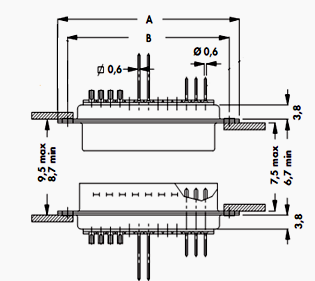 A
B
□ 0,6
Ø 0,6
3,8
9,5 max
8,7 min
7,5 max
6,7 min
3,8